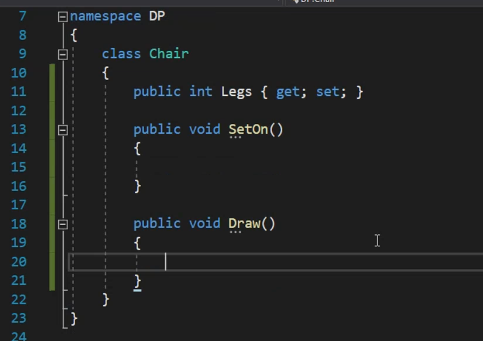 7 namespace DP
8 {
9 class Chair
10 {
11 public int Legs { get; set; }
12
13 public void SetOn()
14 {
15
16 }
17
18 public void Draw()
19 {
20
21 }
22 }
23 }
24